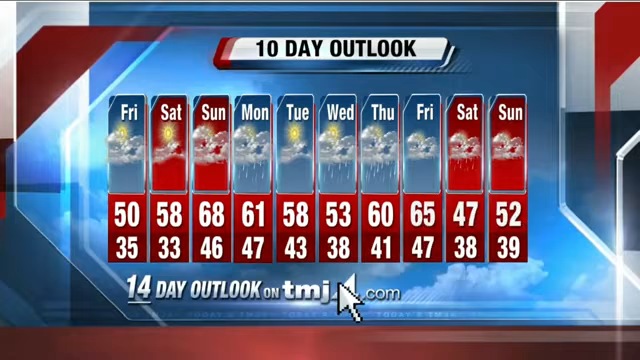 10 DAY OUTLOOK
Fri Sat Sun Mon Tue Wed Thu Fri Sat Sun
50 58 68 61 58 53 60 65 47 52
35 33 46 47 43 38 41 47 38 39
14 DAY OUTLOOK ON tmj4.com